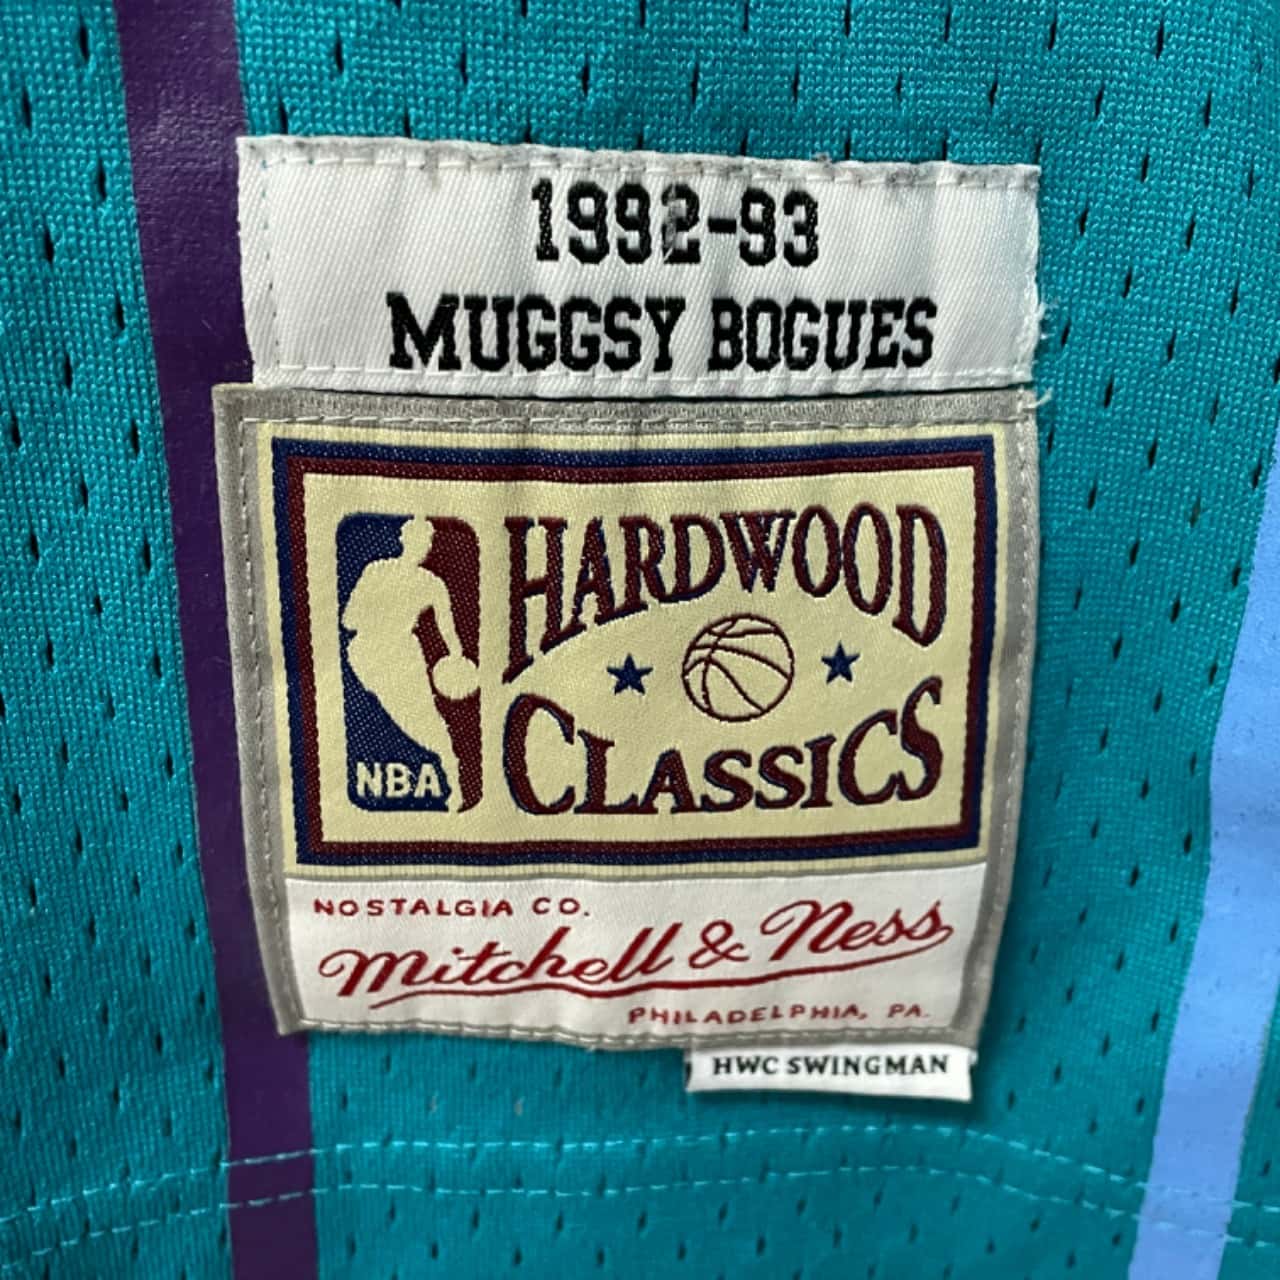 1992-93
MUGGSY BOGUES
HARDWOOD
CLASSICS
NBA
NOSTALGIA CO.
Mitchell & Ness
PHILADELPHIA, PA.
HWC SWINGMAN